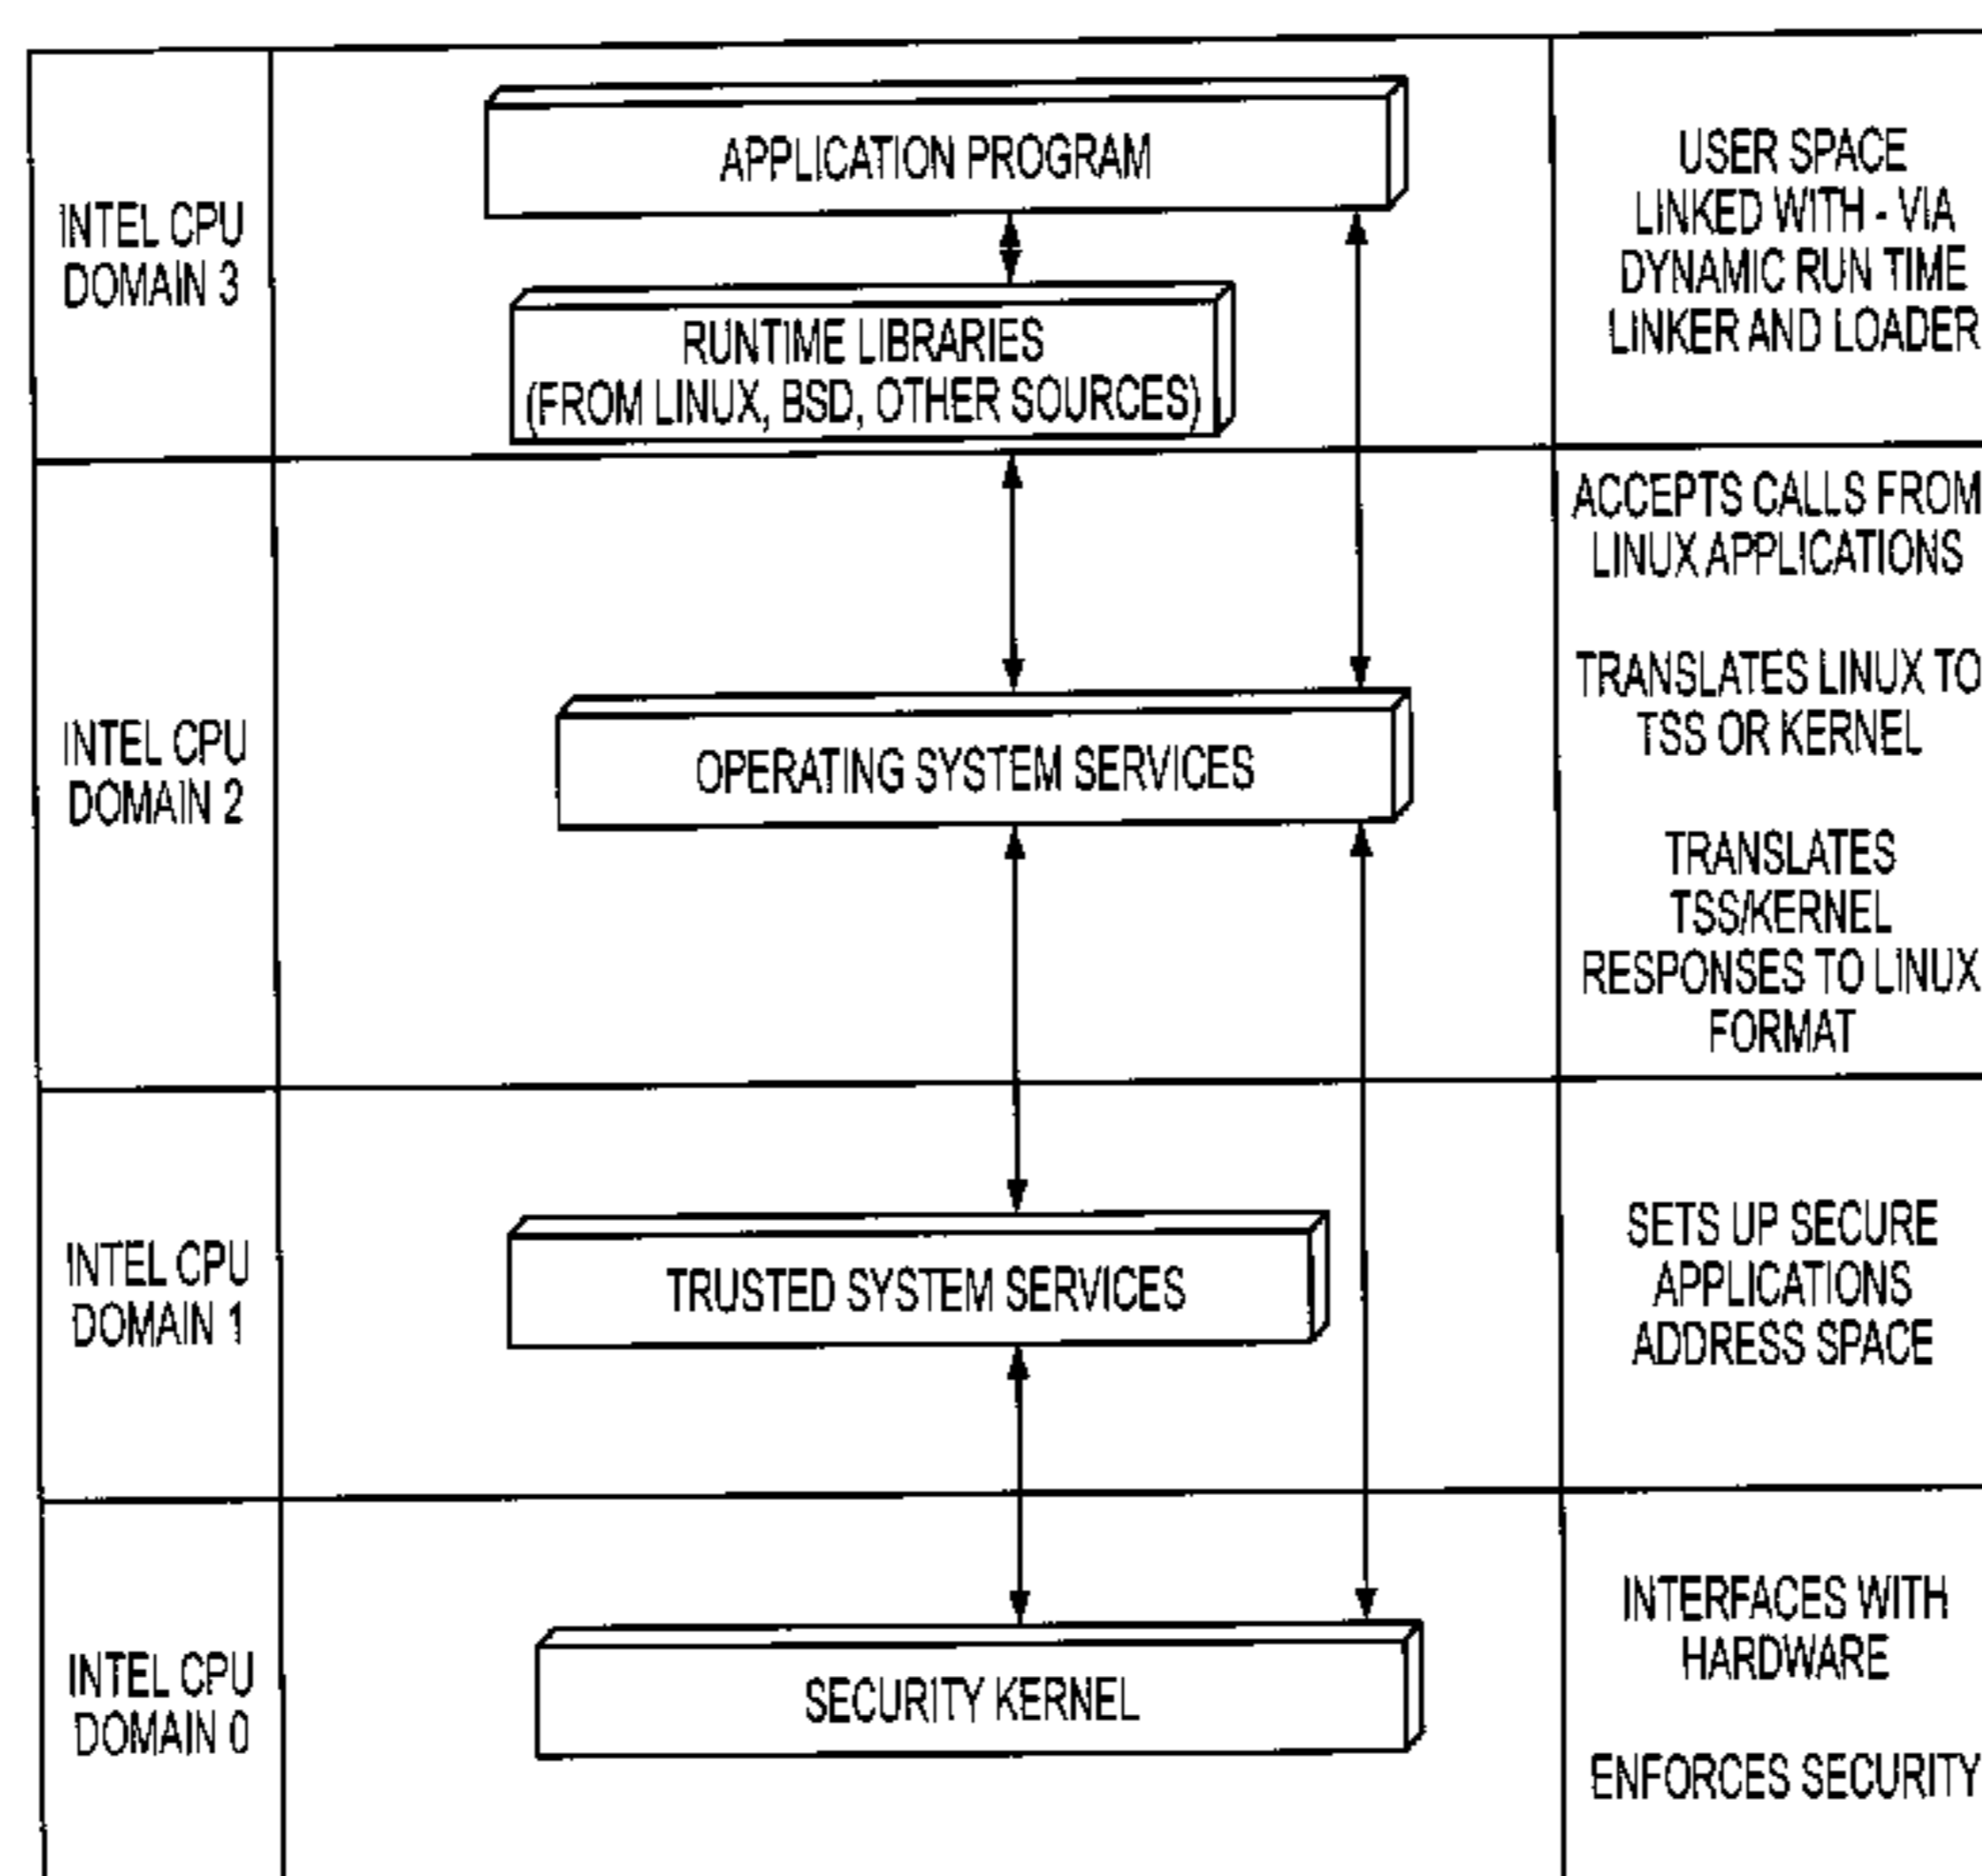 INTEL CPU
DOMAIN 3
APPLICATION PROGRAM
RUNTIME LIBRARIES
(FROM LINUX, BSD, OTHER SOURCES)
USER SPACE
LINKED WITH - VIA
DYNAMIC RUN TIME
LINKER AND LOADER
INTEL CPU
DOMAIN 2
OPERATING SYSTEM SERVICES
ACCEPTS CALLS FROM
LINUX APPLICATIONS
TRANSLATES LINUX TO
TSS OR KERNEL
TRANSLATES
TSS/KERNEL
RESPONSES TO LINUX
FORMAT
INTEL CPU
DOMAIN 1
TRUSTED SYSTEM SERVICES
SETS UP SECURE
APPLICATIONS
ADDRESS SPACE
INTEL CPU
DOMAIN 0
SECURITY KERNEL
INTERFACES WITH
HARDWARE
ENFORCES SECURITY